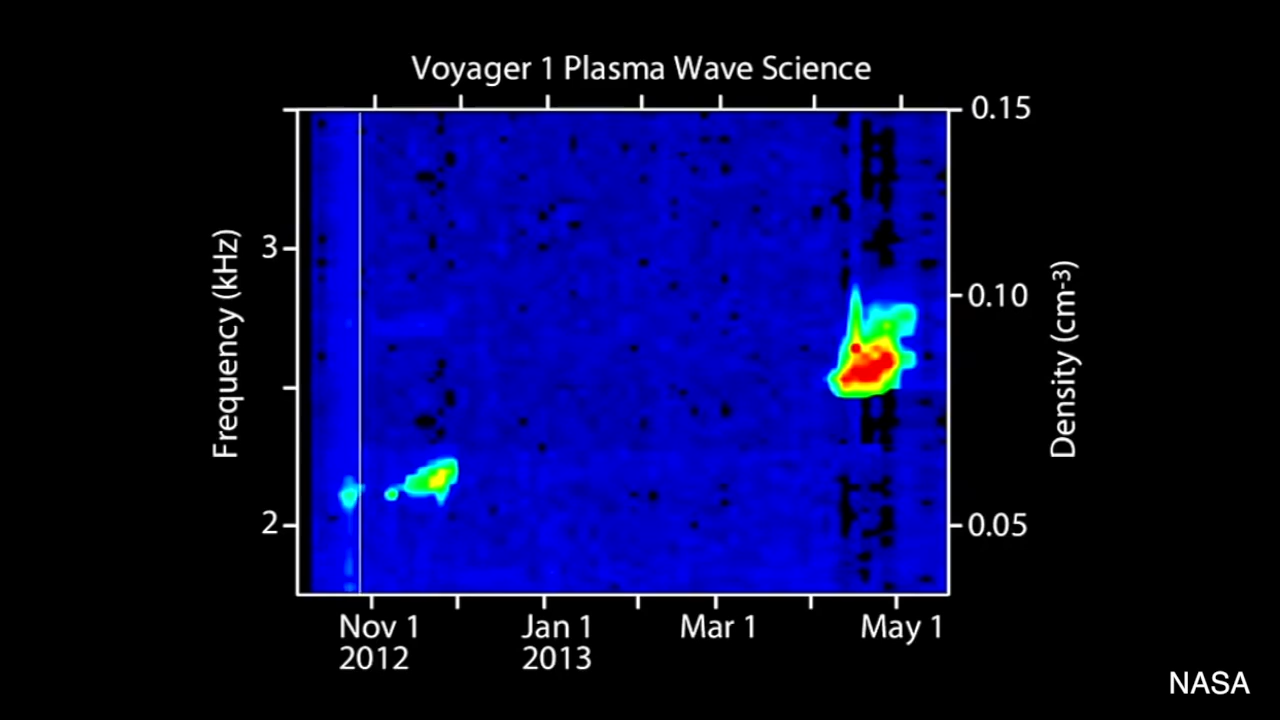 Voyager 1 Plasma Wave Science
0.15
3
0.10
Frequency (kHz)
Density (cm-3)
2
0.05
Nov 1
2012
Jan 1
2013
Mar 1
May 1
NASA